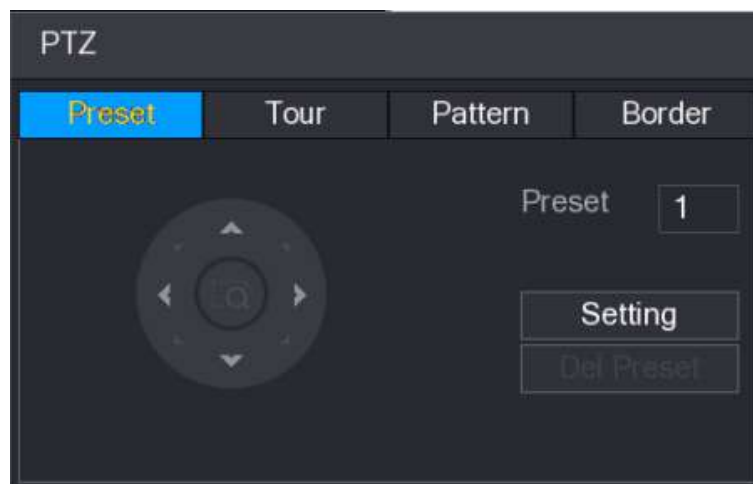 PTZ
Preset Tour Pattern Border
Preset 1
Setting
Del Preset